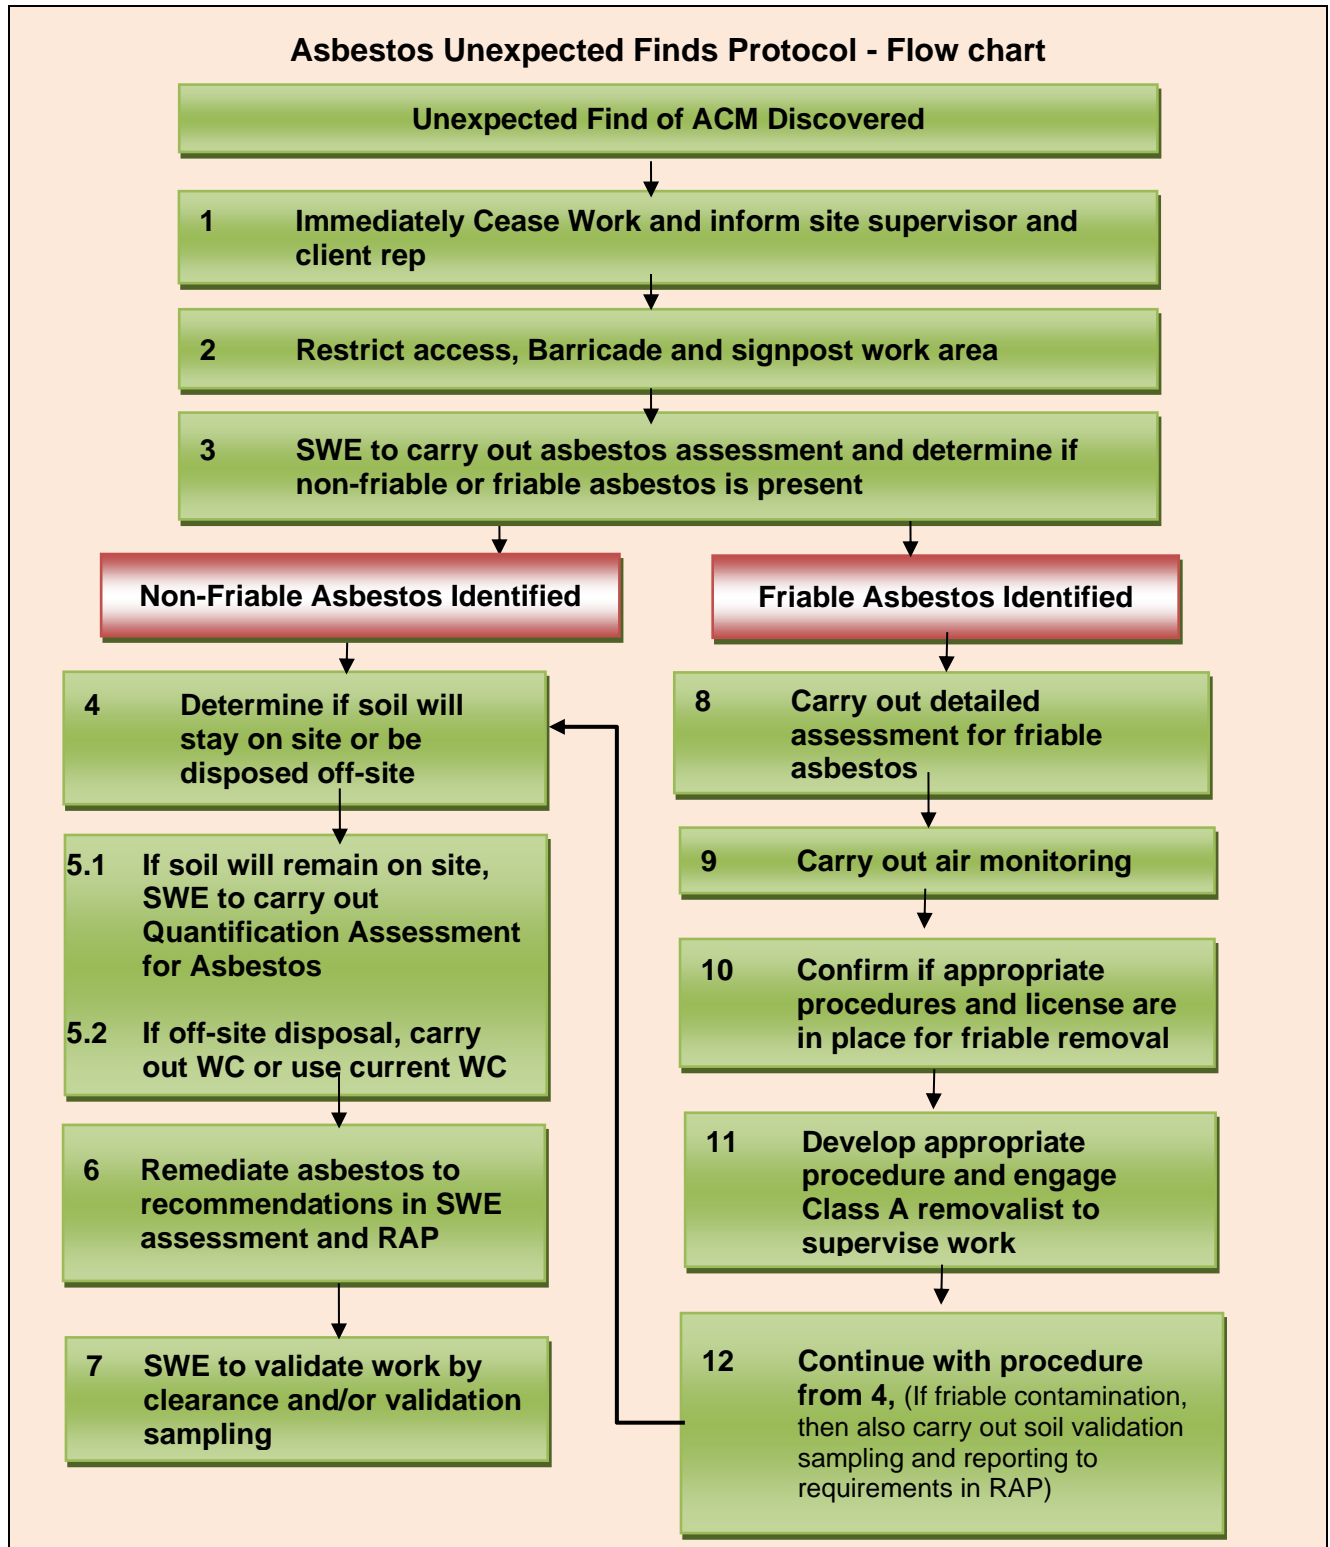 Asbestos Unexpected Finds Protocol - Flow chart
Unexpected Find of ACM Discovered
1 Immediately Cease Work and inform site supervisor and
client rep
2 Restrict access, Barricade and signpost work area
3 SWE to carry out asbestos assessment and determine if
non-friable or friable asbestos is present
Non-Friable Asbestos Identified
4 Determine if soil will
stay on site or be
disposed off-site
5.1 If soil will remain on site,
SWE to carry out
Quantification Assessment
for Asbestos
5.2 If off-site disposal, carry
out WC or use current WC
6 Remediate asbestos to
recommendations in SWE
assessment and RAP
7 SWE to validate work by
clearance and/or validation
sampling
Friable Asbestos Identified
8 Carry out detailed
assessment for friable
asbestos
9 Carry out air monitoring
10 Confirm if appropriate
procedures and license are
in place for friable removal
11 Develop appropriate
procedure and engage
Class A removalist to
supervise work
12 Continue with procedure
from 4, (If friable contamination,
then also carry out soil validation
sampling and reporting to
requirements in RAP)